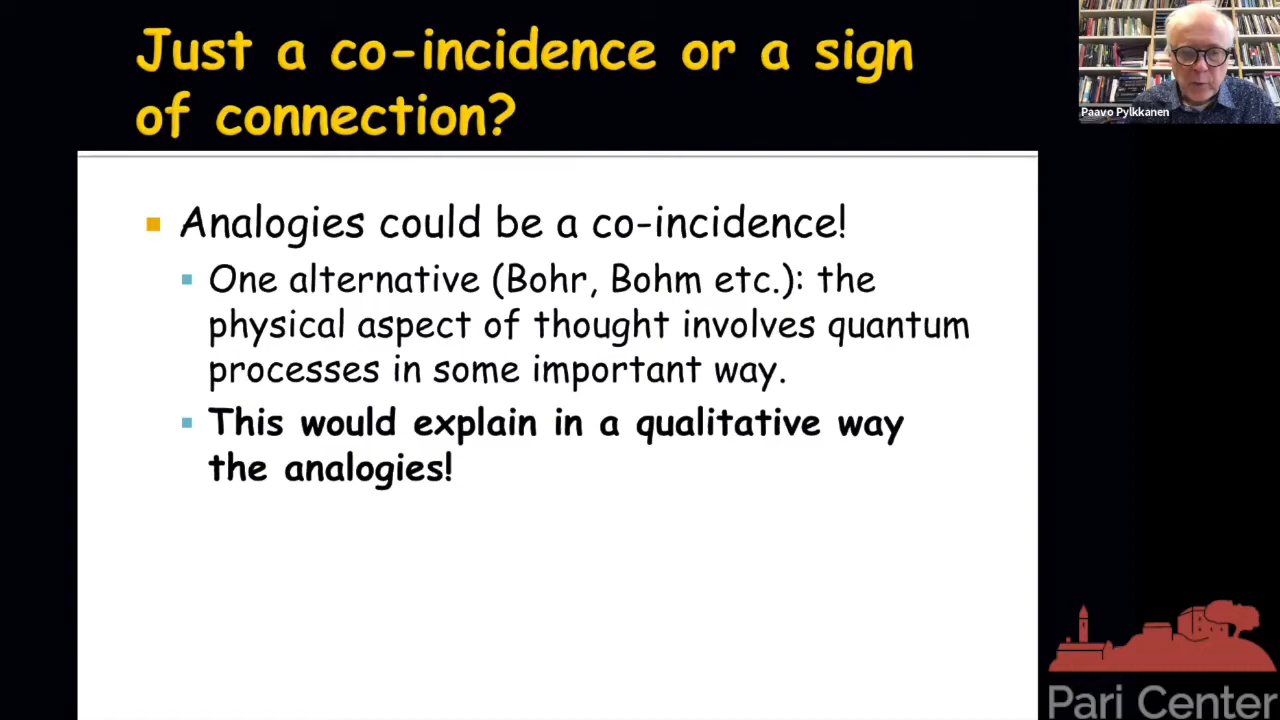 Just a co-incidence or a sign
of connection?
Paavo Pylkkanen
Analogies could be a co-incidence!
One alternative (Bohr, Bohm etc.): the
physical aspect of thought involves quantum
processes in some important way.
This would explain in a qualitative way
the analogies!
Pari Center